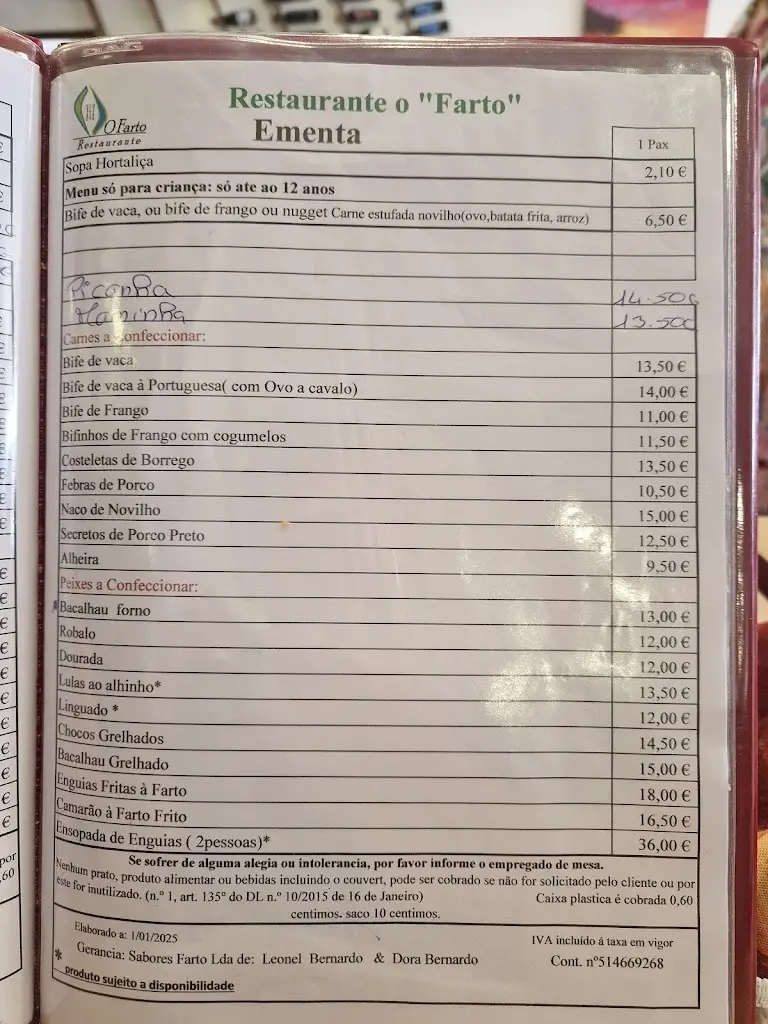 Restaurante o "Farto"
Ementa
O Farto
Restaurante
1 Pax
Sopa Hortaliça 2,10 €
Menu só para criança: só ate ao 12 anos
Bife de vaca, ou bife de frango ou nugget Carne estufada novilho(ovo,batata frita, arroz) 6,50 €
Picanha 14.50€
Maminha 13.50€
Carnes a Confeccionar:
Bife de vaca 13,50 €
Bife de vaca à Portuguesa( com Ovo a cavalo) 14,00 €
Bife de Frango 11,00 €
Bifinhos de Frango com cogumelos 11,50 €
Costeletas de Borrego 13,50 €
Febras de Porco 10,50 €
Naco de Novilho 15,00 €
Secretos de Porco Preto 12,50 €
Alheira 9,50 €
Peixes a Confeccionar:
Bacalhau forno 13,00 €
Robalo 12,00 €
Dourada 12,00 €
Lulas ao alhinho* 13,50 €
Linguado * 12,00 €
Chocos Grelhados 14,50 €
Bacalhau Grelhado 15,00 €
Enguias Fritas à Farto 18,00 €
Camarão à Farto Frito 16,50 €
Ensopada de Enguias ( 2pessoas)* 36,00 €
Se sofrer de alguma alegia ou intolerancia, por favor informe o empregado de mesa.
Nenhum prato, produto alimentar ou bebidas incluindo o couvert, pode ser cobrado se não for solicitado pelo cliente ou por
este for inutilizado. (n.º 1, art. 135º do DL n.º 10/2015 de 16 de Janeiro) Caixa plastica é cobrada 0,60
centimos. saco 10 centimos.
Elaborado a: 1/01/2025 IVA incluído á taxa em vigor
Gerancia: Sabores Farto Lda de: Leonel Bernardo & Dora Bernardo Cont. nº514669268
* produto sujeito a disponibilidade